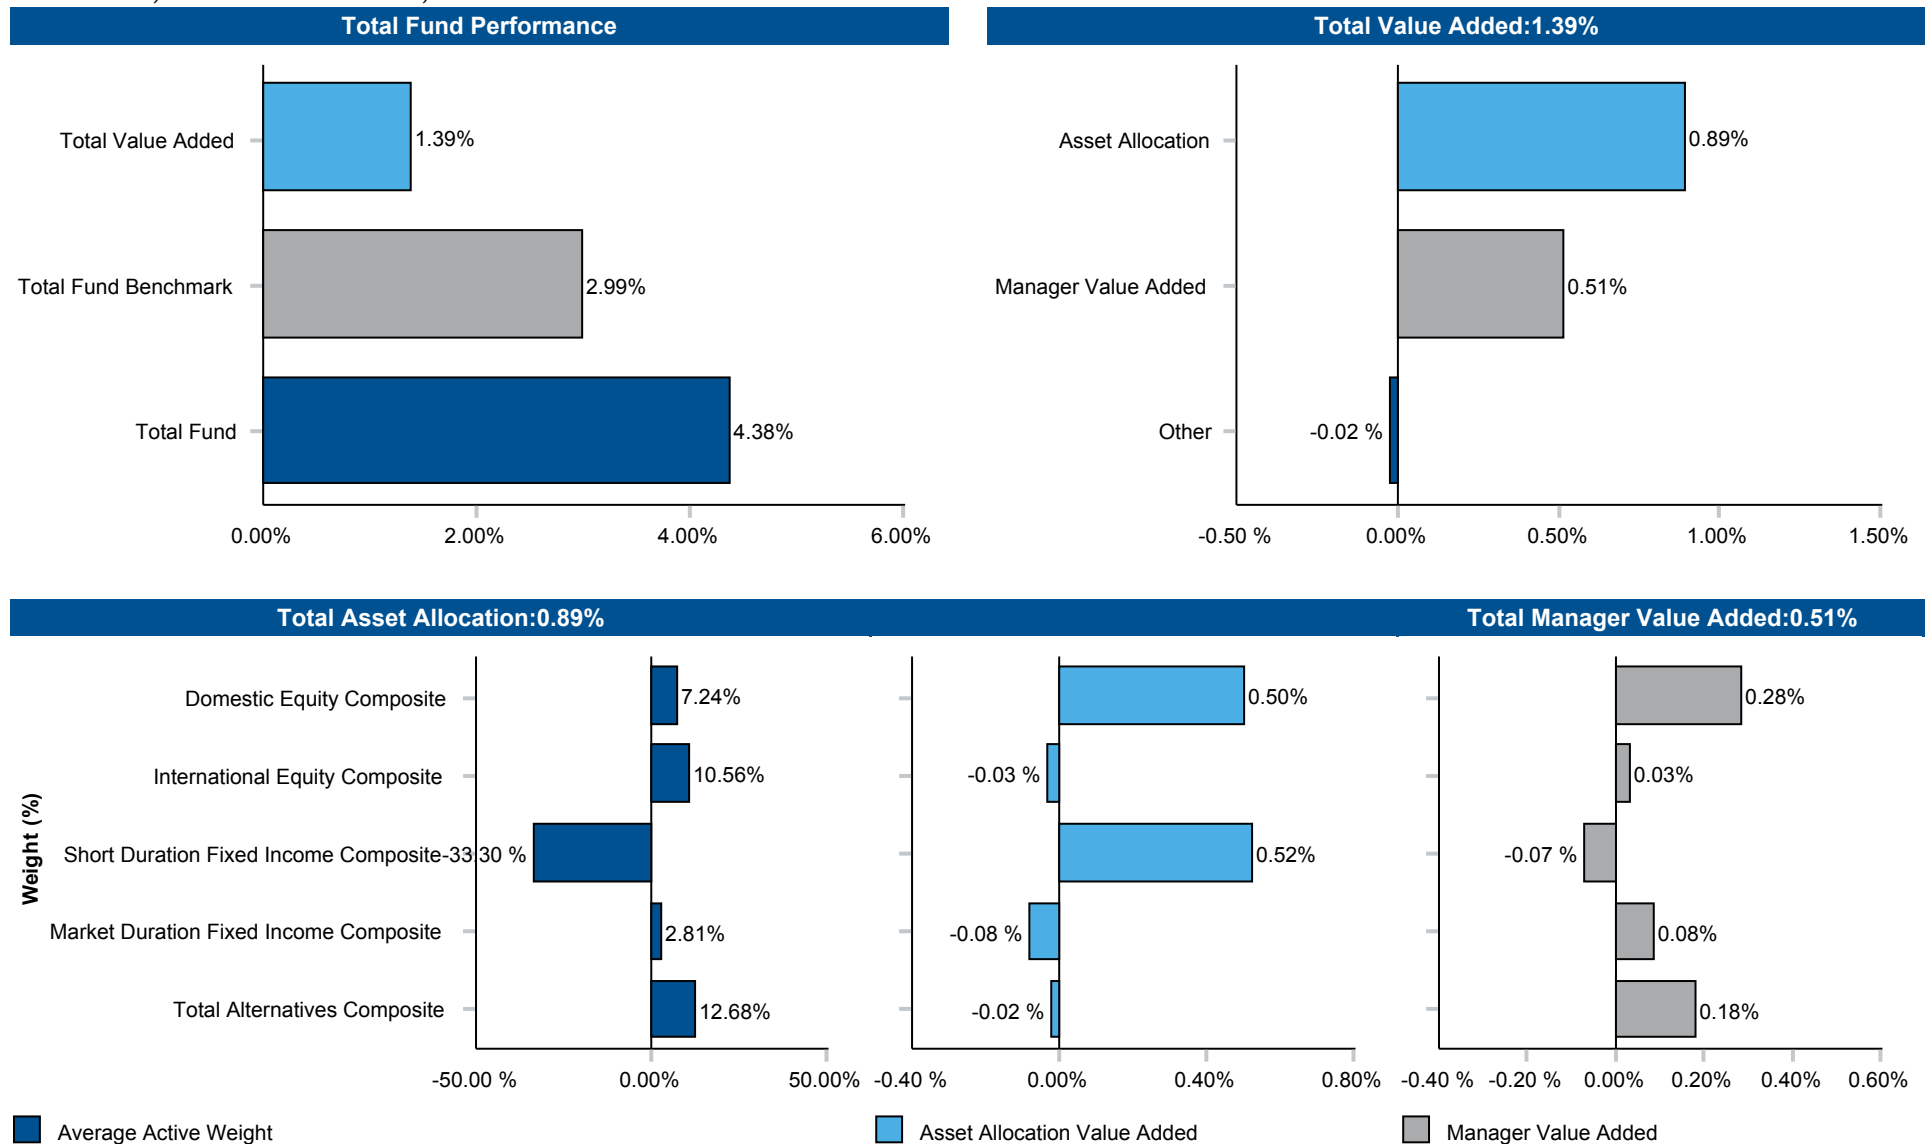 Total Fund Performance
Total Value Added
1.39%
Total Fund Benchmark
2.99%
Total Fund
4.38%
0.00% 2.00% 4.00% 6.00%
Total Value Added:1.39%
Asset Allocation
0.89%
Manager Value Added
0.51%
Other
-0.02 %
-0.50 % 0.00% 0.50% 1.00% 1.50%
Total Asset Allocation:0.89%
Total Manager Value Added:0.51%
Weight (%)
Domestic Equity Composite 7.24% 0.50% 0.28%
International Equity Composite 10.56% -0.03 % 0.03%
Short Duration Fixed Income Composite -33.30 % 0.52% -0.07 %
Market Duration Fixed Income Composite 2.81% -0.08 % 0.08%
Total Alternatives Composite 12.68% -0.02 % 0.18%
-50.00 % 0.00% 50.00% -0.40 % 0.00% 0.40% 0.80% -0.40 % -0.20 % 0.00% 0.20% 0.40% 0.60%
Average Active Weight Asset Allocation Value Added Manager Value Added